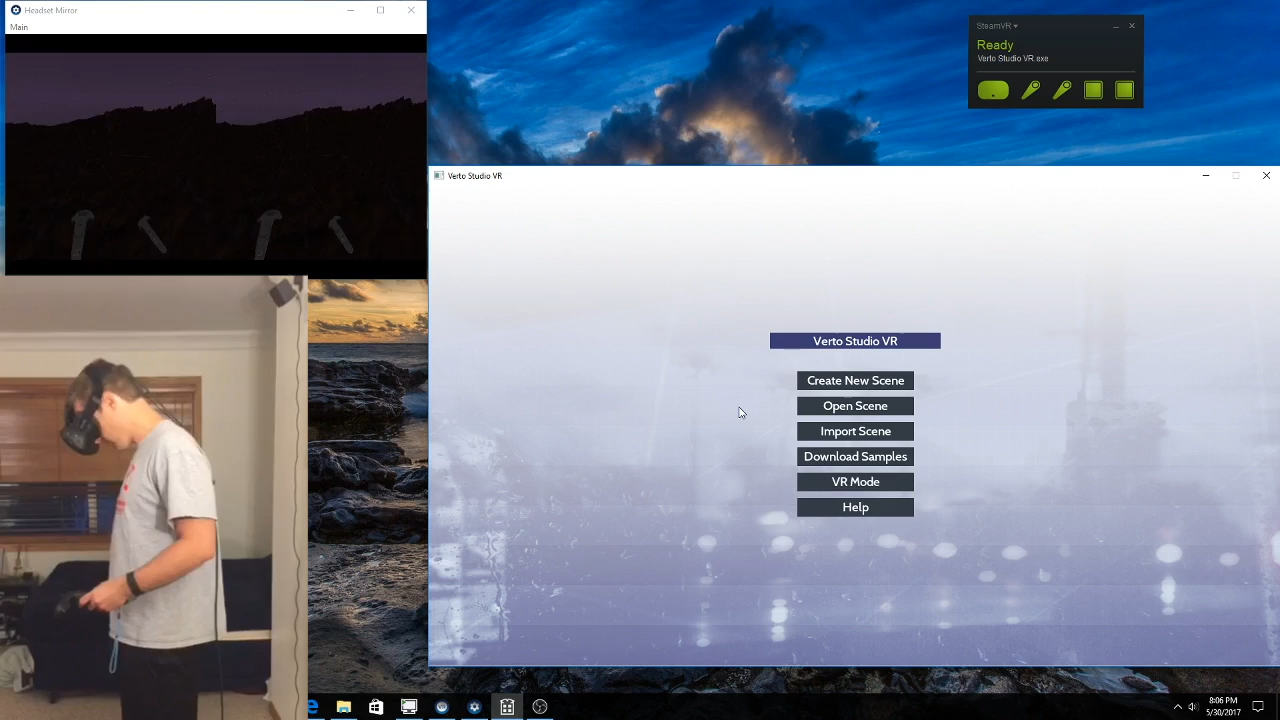 Headset Mirror
Main
SteamVR
Ready
Verto Studio VR.exe
Verto Studio VR
Verto Studio VR
Create New Scene
Open Scene
Import Scene
Download Samples
VR Mode
Help
8:06 PM
5/30/2017